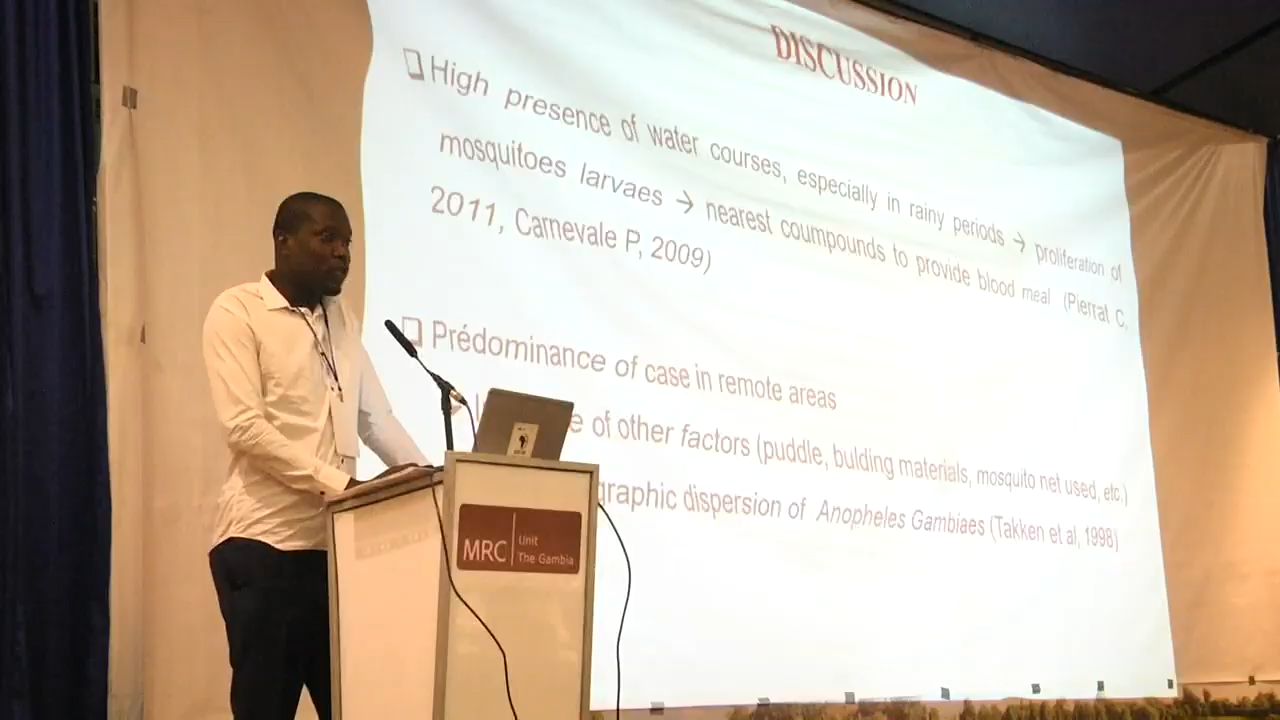 DISCUSSION
High presence of water courses, especially in rainy periods → proliferation of
mosquitoes larvaes → nearest coumpounds to provide blood meal (Pierrat C,
2011, Carnevale P, 2009)
Prédominance of case in remote areas
of other factors (puddle, bulding materials, mosquito net used, etc.)
dispersion of Anopheles Gambiaes (Takken et al, 1998)
MRC
Unit
The Gambia